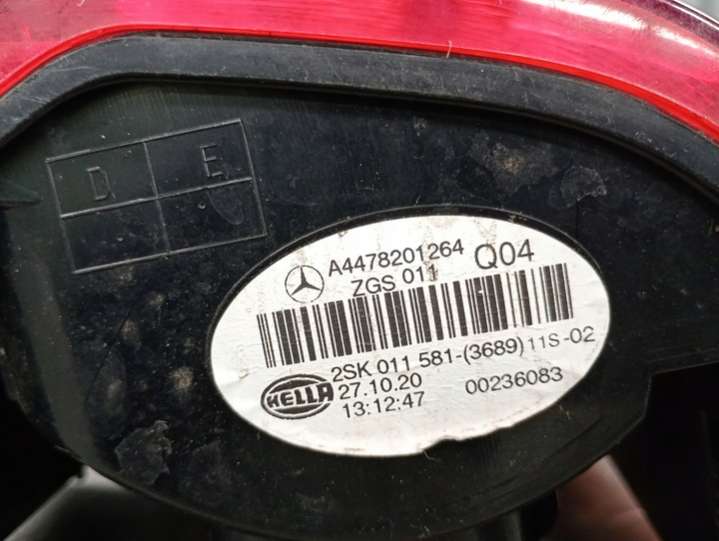 D E
A4478201264 Q04
ZGS 011
2SK 011 581-(3689)11S-02
HELLA 27.10.20 00236083
13:12:47